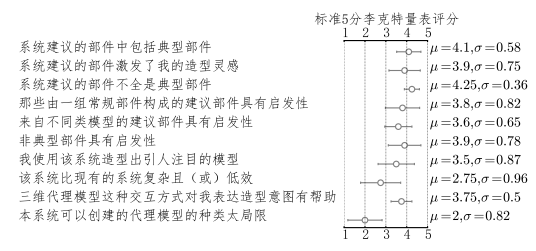 标准5分李克特量表评分
1 2 3 4 5
系统建议的部件中包括典型部件 μ=4.1,σ=0.58
系统建议的部件激发了我的造型灵感 μ=3.9,σ=0.75
系统建议的部件不全是典型部件 μ=4.25,σ=0.36
那些由一组常规部件构成的建议部件具有启发性 μ=3.8,σ=0.82
来自不同类模型的建议部件具有启发性 μ=3.6,σ=0.65
非典型部件具有启发性 μ=3.9,σ=0.78
我使用该系统造型出引人注目的模型 μ=3.5,σ=0.87
该系统比现有的系统复杂且（或）低效 μ=2.75,σ=0.96
三维代理模型这种交互方式对我表达造型意图有帮助 μ=3.75,σ=0.5
本系统可以创建的代理模型的种类太局限 μ=2,σ=0.82
1 2 3 4 5